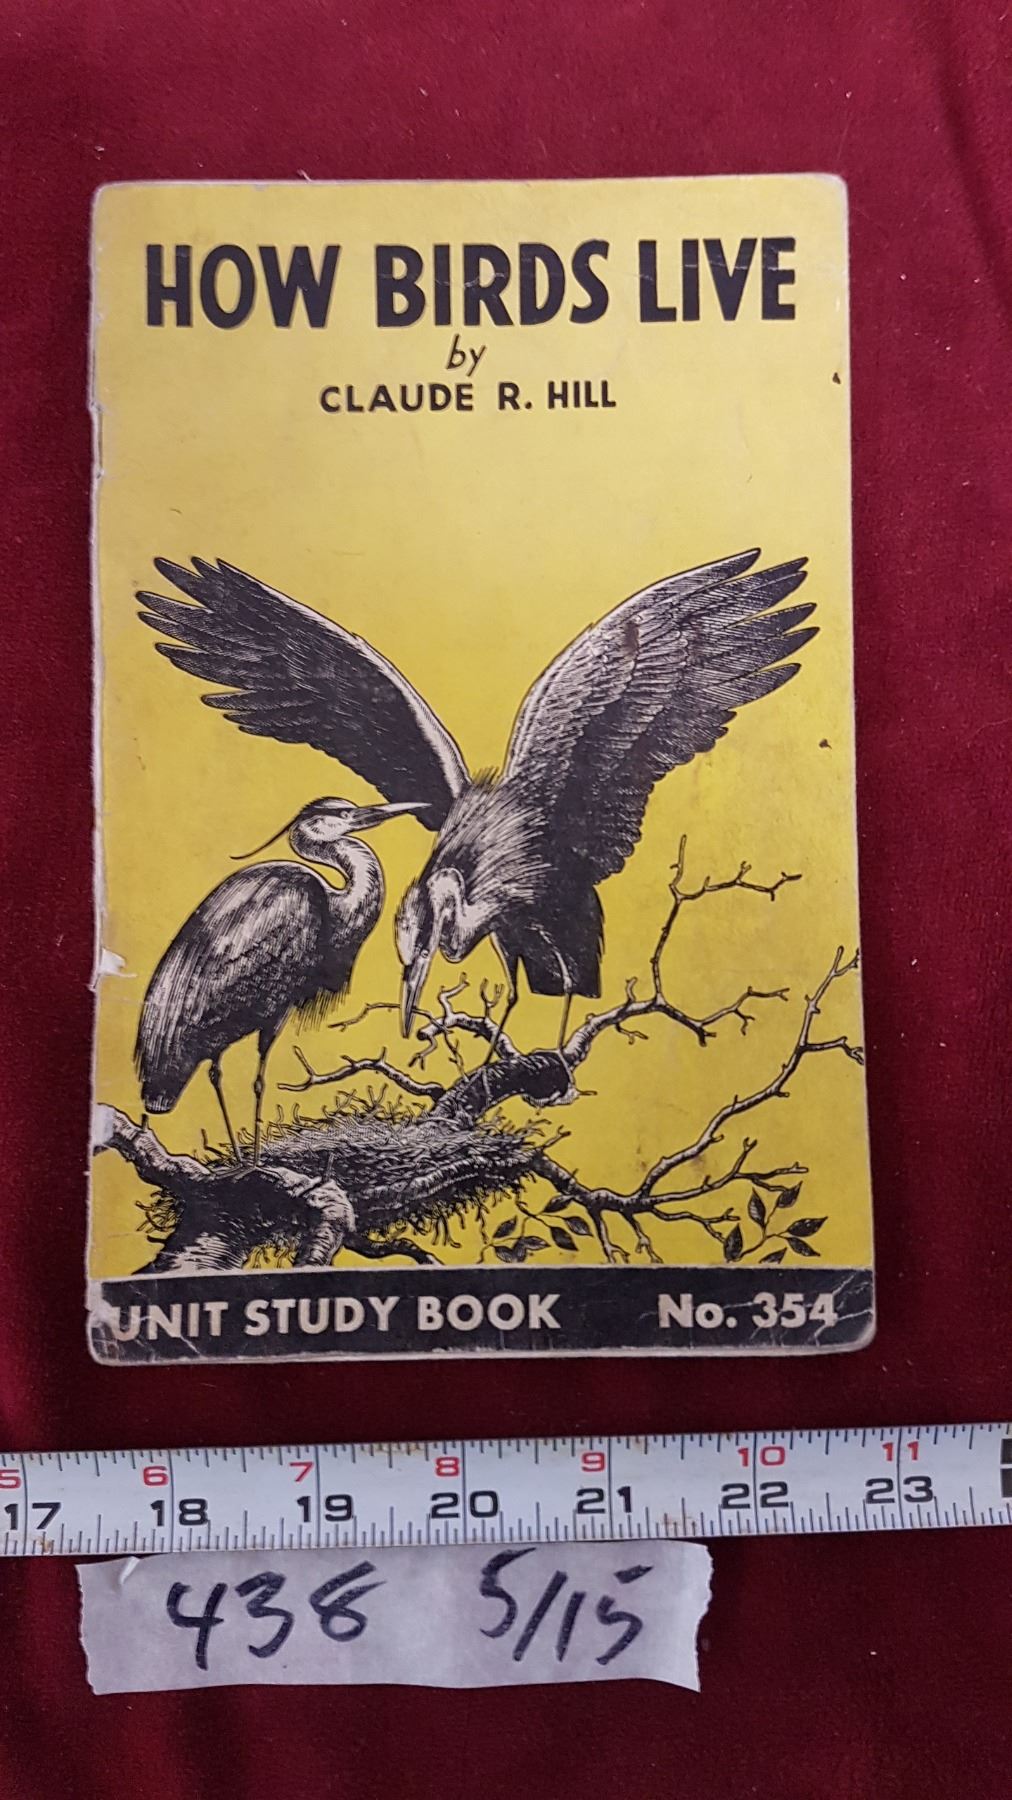 HOW BIRDS LIVE
by
CLAUDE R. HILL
UNIT STUDY BOOK No. 354
5 6 7 8 9 10 11
17 18 19 20 21 22 23
438 5/15